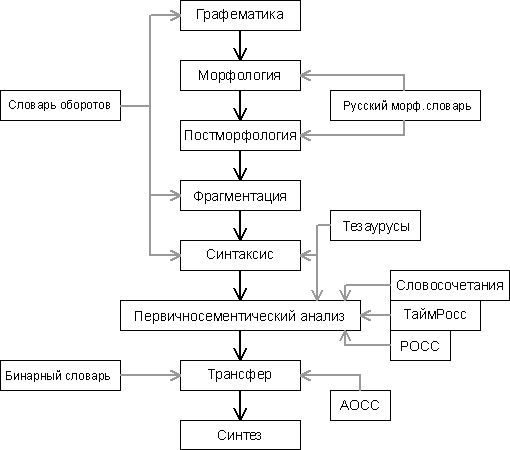 Графематика
Морфология
Словарь оборотов
Русский морф.словарь
Постморфология
Фрагментация
Тезаурусы
Синтаксис
Словосочетания
Первичносементический анализ
ТаймРосс
РОСС
Бинарный словарь
Трансфер
АОСС
Синтез